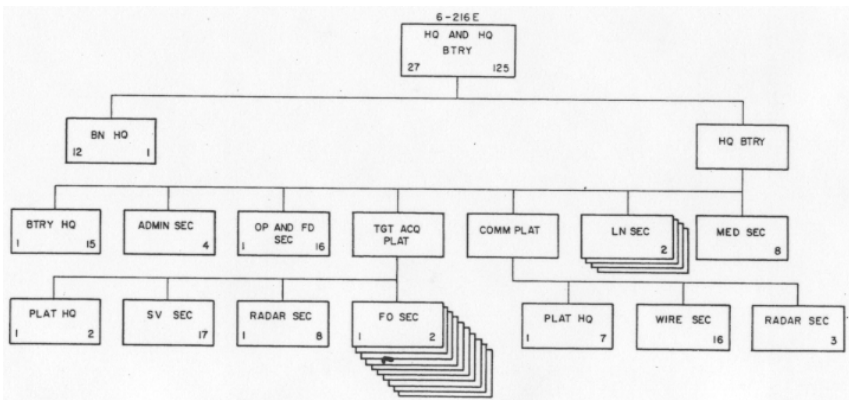 6-216E
HQ AND HQ
BTRY
27 125
BN HQ
12 1
HQ BTRY
BTRY HQ
1 15
ADMIN SEC
4
OP AND FD
SEC
1 16
TGT ACQ
PLAT
COMM PLAT
LN SEC
2
MED SEC
8
PLAT HQ
1 2
SV SEC
17
RADAR SEC
1 8
FO SEC
1 2
PLAT HQ
1 7
WIRE SEC
16
RADAR SEC
3